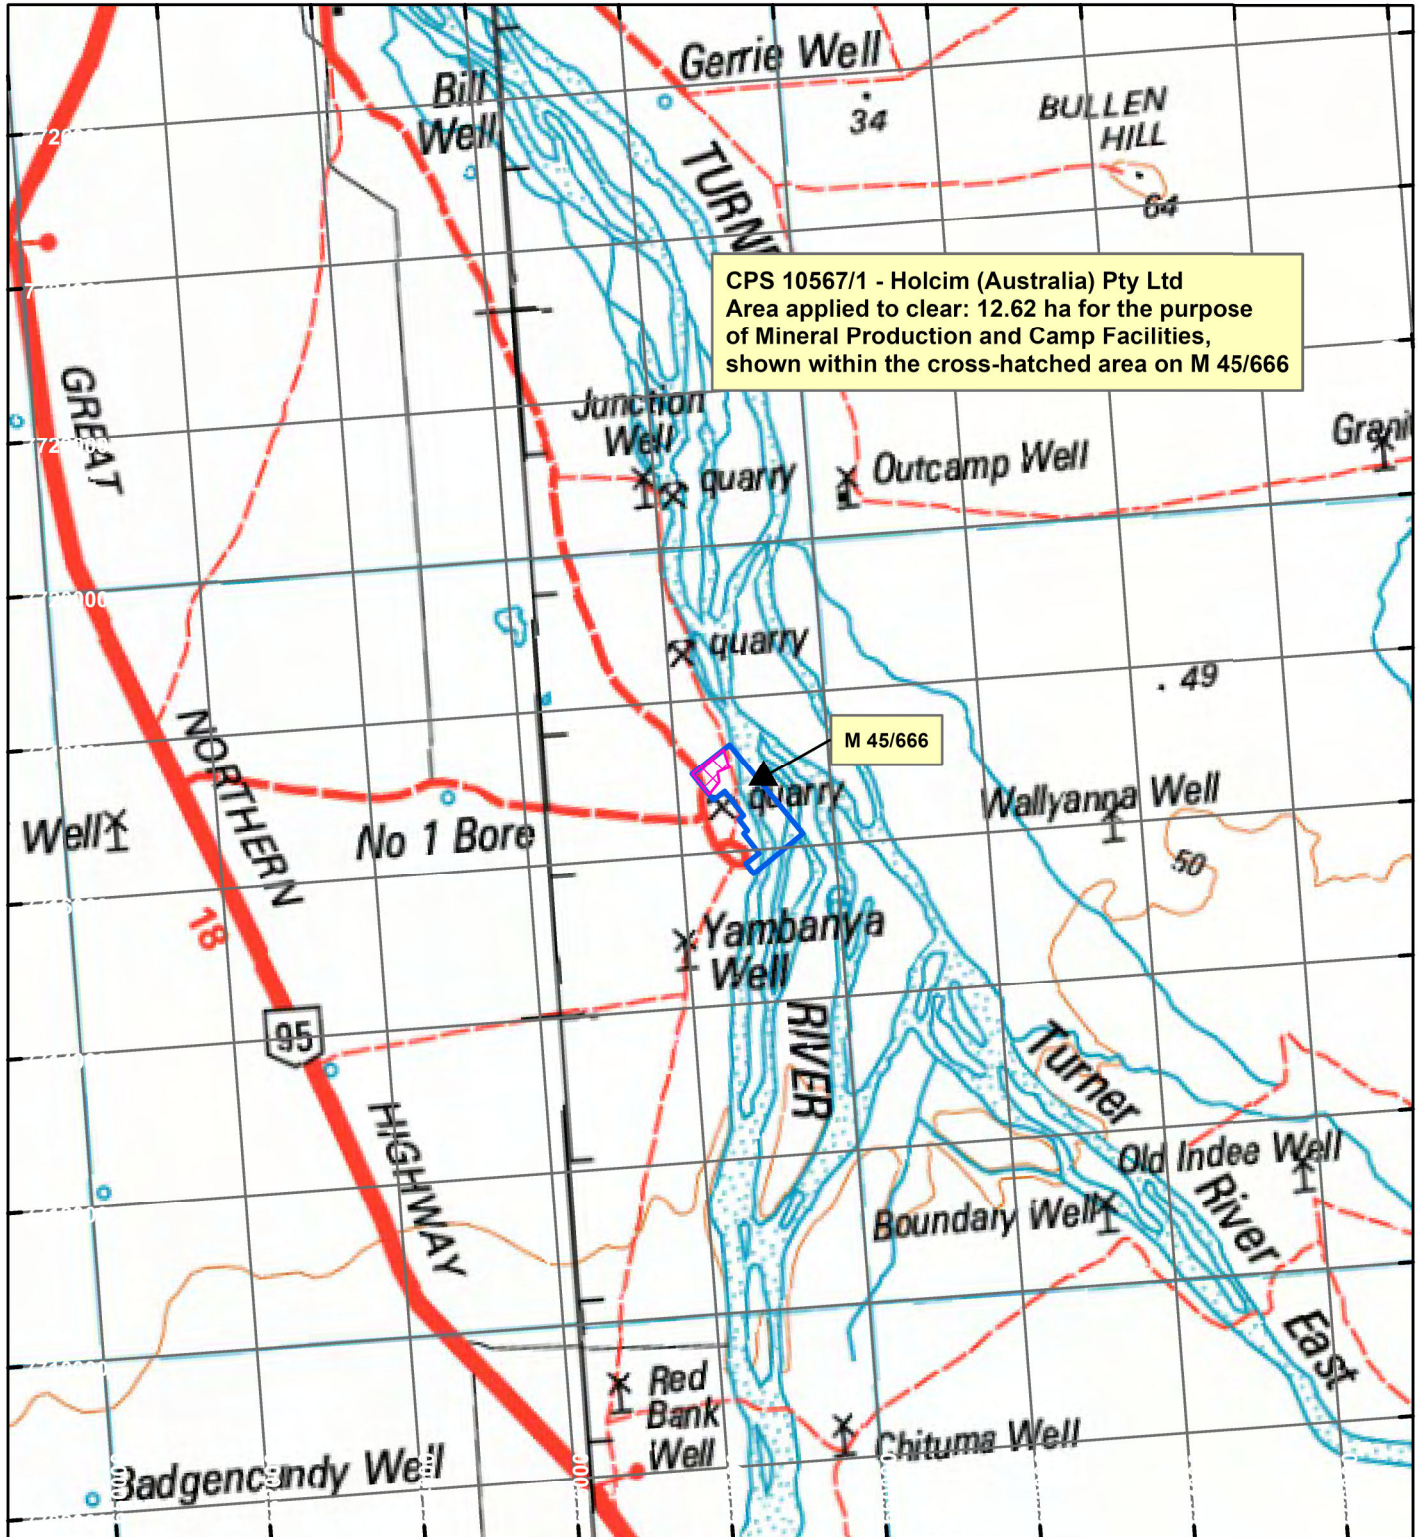 Gerrie Well
Bill
Well
34
BULLEN
HILL
64
TURN
CPS 10567/1 - Holcim (Australia) Pty Ltd
Area applied to clear: 12.62 ha for the purpose
of Mineral Production and Camp Facilities,
shown within the cross-hatched area on M 45/666
GREAT
Junction
Well
quarry
Outcamp Well
Grani
quarry
49
NORTHERN
M 45/666
quarry
Wallyanna Well
Well
No 1 Bore
50
18
Yambanya
Well
RIVER
95
Turner
HIGHWAY
Old Indee Well
River
Boundary Well
East
Red
Bank
Well
Chituma Well
Badgencundy Well